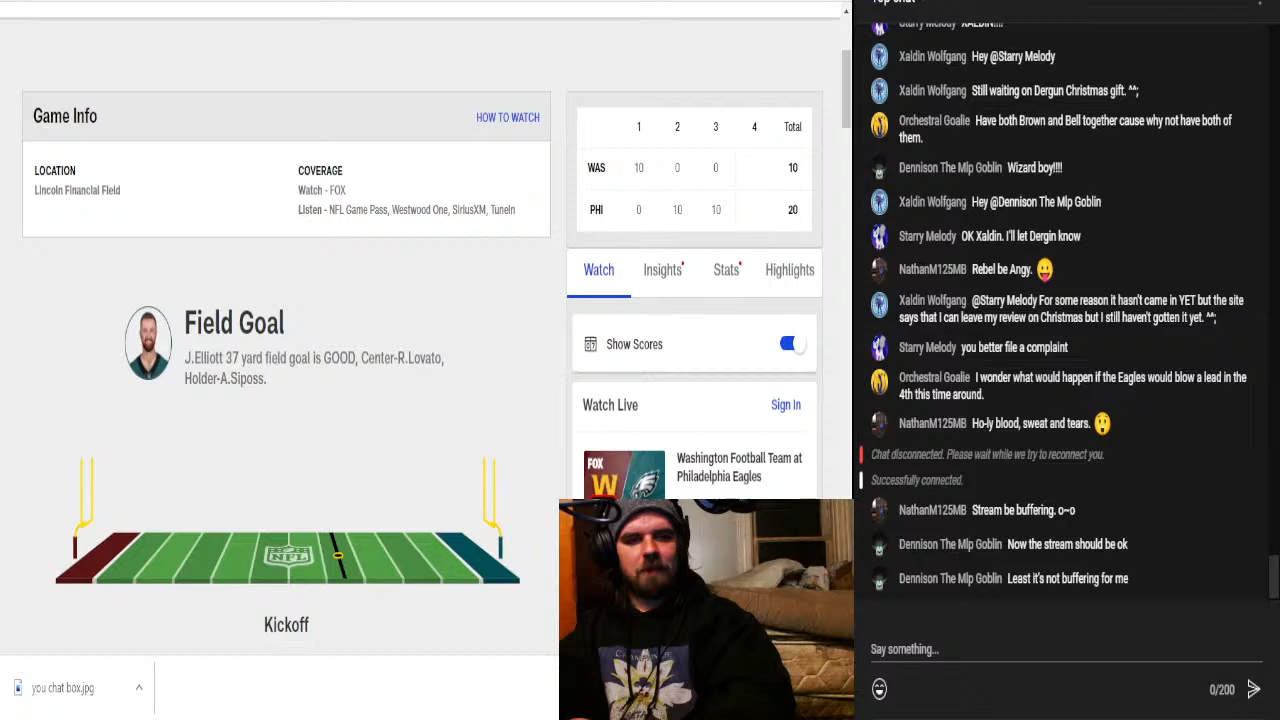 Game Info
HOW TO WATCH
LOCATION
Lincoln Financial Field
COVERAGE
Watch - FOX
Listen - NFL Game Pass, Westwood One, SiriusXM, TuneIn
Field Goal
J.Elliott 37 yard field goal is GOOD, Center-R.Lovato,
Holder-A.Siposs.
NFL
Kickoff
you chat box.jpg
1 2 3 4 Total
WAS 10 0 0 10
PHI 0 10 10 20
Watch Insights Stats Highlights
Show Scores
Watch Live Sign In
FOX
W
Washington Football Team at
Philadelphia Eagles
Starry Melody XALDIN!!!!
Xaldin Wolfgang Hey @Starry Melody
Xaldin Wolfgang Still waiting on Dergun Christmas gift. ^^;
Orchestral Goalie Have both Brown and Bell together cause why not have both of
them.
Dennison The Mlp Goblin Wizard boy!!!!
Xaldin Wolfgang Hey @Dennison The Mlp Goblin
Starry Melody OK Xaldin. I'll let Dergin know
NathanM125MB Rebel be Angy.
Xaldin Wolfgang @Starry Melody For some reason it hasn't came in YET but the site
says that I can leave my review on Christmas but I still haven't gotten it yet. ^^;
Starry Melody you better file a complaint
Orchestral Goalie I wonder what would happen if the Eagles would blow a lead in the
4th this time around.
NathanM125MB Ho-ly blood, sweat and tears.
Chat disconnected. Please wait while we try to reconnect you.
Successfully connected.
NathanM125MB Stream be buffering. o~o
Dennison The Mlp Goblin Now the stream should be ok
Dennison The Mlp Goblin Least it's not buffering for me
Say something...
0/200